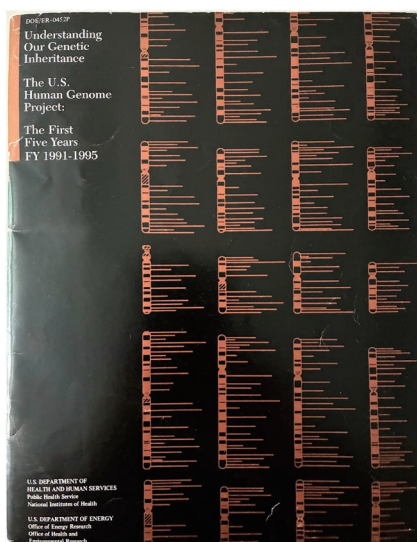 DOE/ER-0452P
Understanding
Our Genetic
Inheritance
The U.S.
Human Genome
Project:
The First
Five Years
FY 1991-1995
U.S. DEPARTMENT OF
HEALTH AND HUMAN SERVICES
Public Health Service
National Institutes of Health
U.S. DEPARTMENT OF ENERGY
Office of Energy Research
Office of Health and
Environmental Research